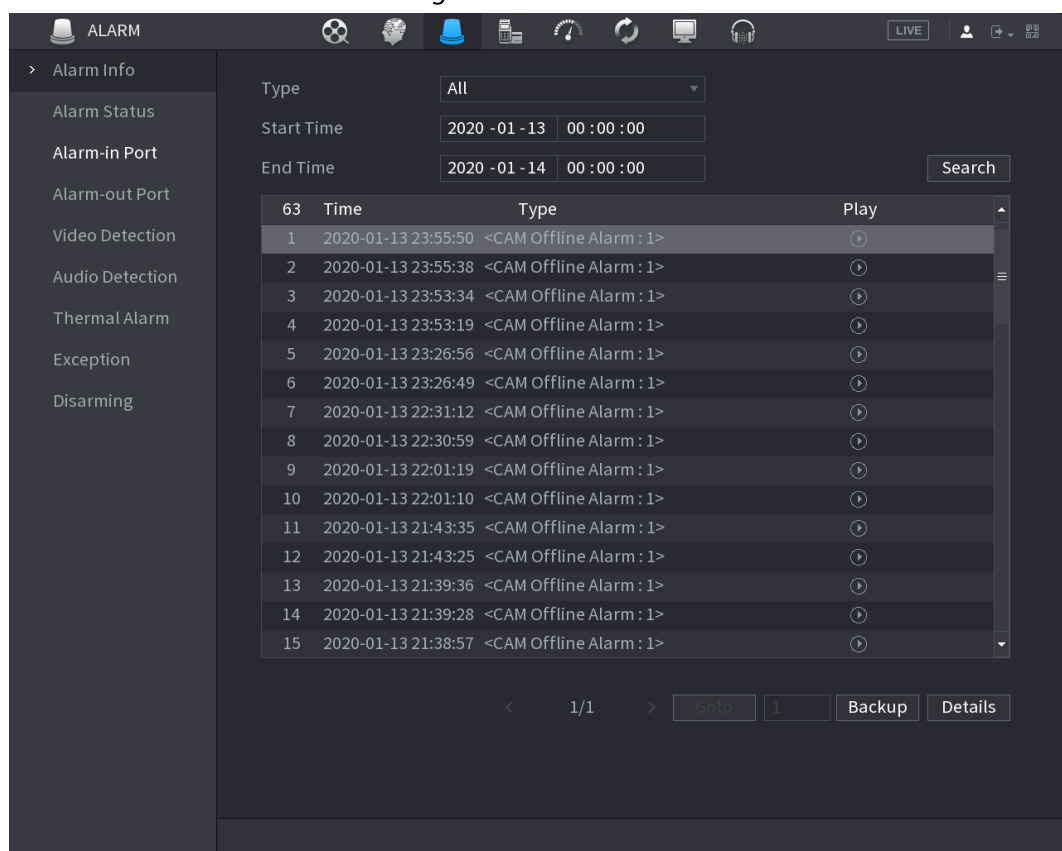 ALARM LIVE
Alarm Info
Alarm Status
Alarm-in Port
Alarm-out Port
Video Detection
Audio Detection
Thermal Alarm
Exception
Disarming
Type All
Start Time 2020 -01 -13 00 : 00 : 00
End Time 2020 -01 -14 00 : 00 : 00
Search
63 Time Type Play
1 2020-01-13 23:55:50 <CAM Offline Alarm : 1>
2 2020-01-13 23:55:38 <CAM Offline Alarm : 1>
3 2020-01-13 23:53:34 <CAM Offline Alarm : 1>
4 2020-01-13 23:53:19 <CAM Offline Alarm : 1>
5 2020-01-13 23:26:56 <CAM Offline Alarm : 1>
6 2020-01-13 23:26:49 <CAM Offline Alarm : 1>
7 2020-01-13 22:31:12 <CAM Offline Alarm : 1>
8 2020-01-13 22:30:59 <CAM Offline Alarm : 1>
9 2020-01-13 22:01:19 <CAM Offline Alarm : 1>
10 2020-01-13 22:01:10 <CAM Offline Alarm : 1>
11 2020-01-13 21:43:35 <CAM Offline Alarm : 1>
12 2020-01-13 21:43:25 <CAM Offline Alarm : 1>
13 2020-01-13 21:39:36 <CAM Offline Alarm : 1>
14 2020-01-13 21:39:28 <CAM Offline Alarm : 1>
15 2020-01-13 21:38:57 <CAM Offline Alarm : 1>
< 1/1 > Goto 1 Backup Details